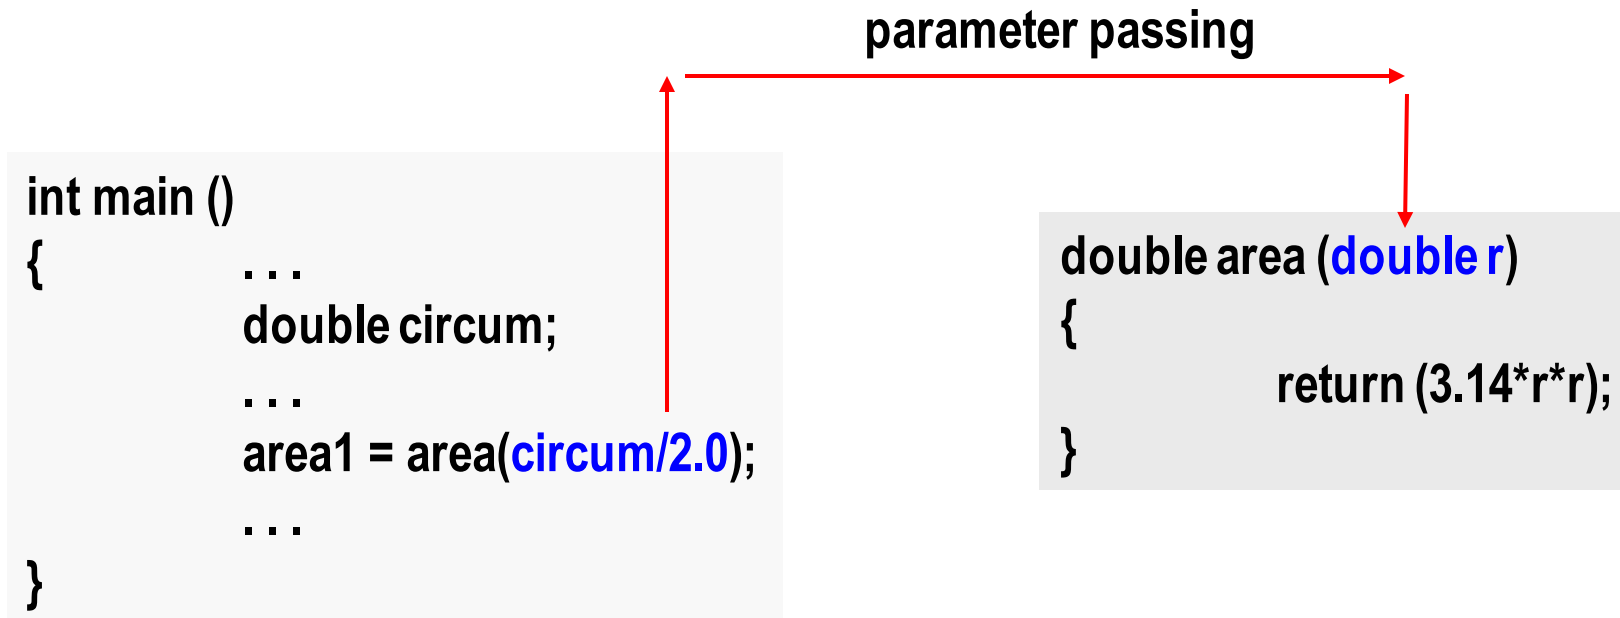 parameter passing
int main ()
{ . . .
double circum;
. . .
area1 = area(circum/2.0);
. . .
}
double area (double r)
{
return (3.14*r*r);
}